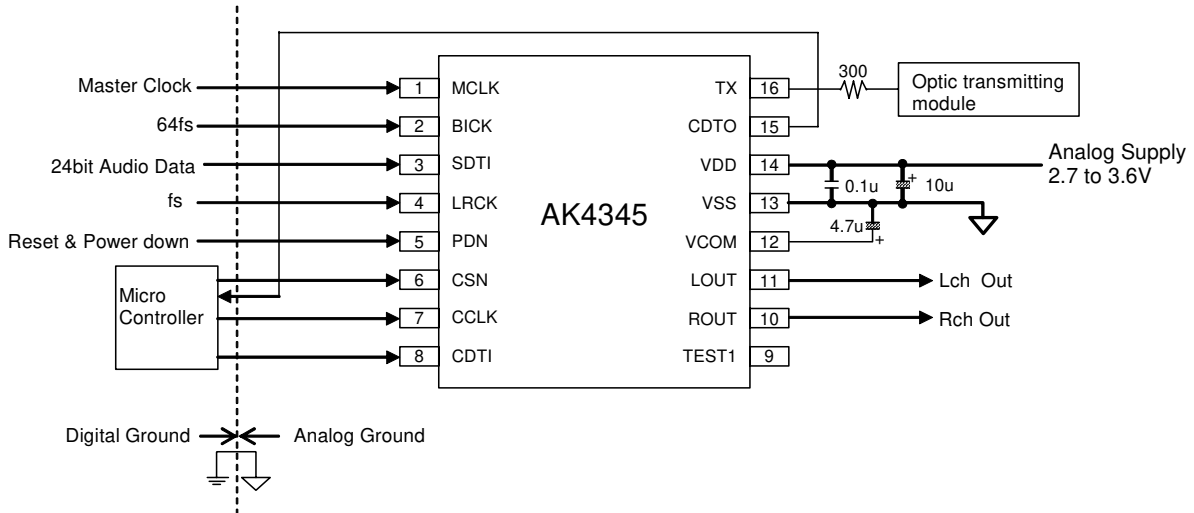 Master Clock
64fs
24bit Audio Data
fs
Reset & Power down
Micro
Controller
1
2
3
4
5
6
7
8
MCLK
BICK
SDTI
LRCK
PDN
CSN
CCLK
CDTI
AK4345
TX
CDTO
VDD
VSS
VCOM
LOUT
ROUT
TEST1
16
15
14
13
12
11
10
9
300
Optic transmitting
module
Analog Supply
2.7 to 3.6V
0.1u
+
10u
4.7u
+
Lch Out
Rch Out
Digital Ground
Analog Ground